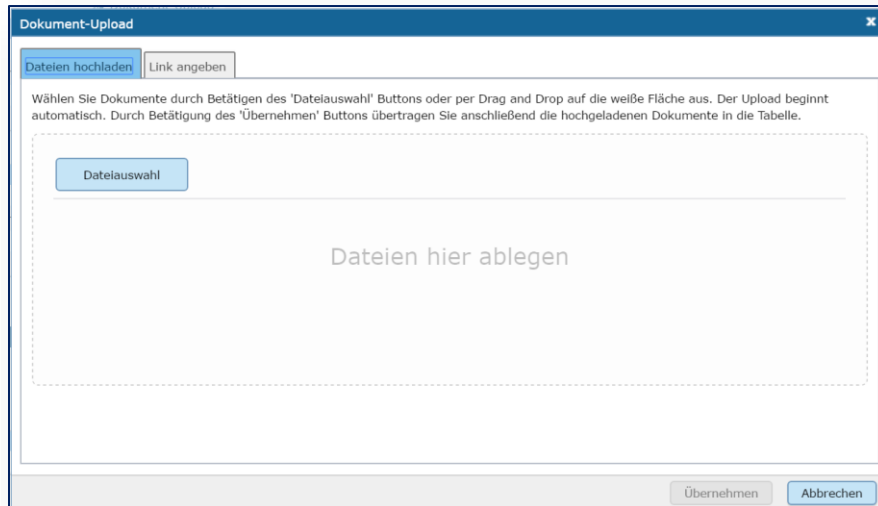 Dokument-Upload
Dateien hochladen Link angeben
Wählen Sie Dokumente durch Betätigen des 'Dateiauswahl' Buttons oder per Drag and Drop auf die weiße Fläche aus. Der Upload beginnt
automatisch. Durch Betätigung des 'Übernehmen' Buttons übertragen Sie anschließend die hochgeladenen Dokumente in die Tabelle.
Dateiauswahl
Dateien hier ablegen
Übernehmen Abbrechen